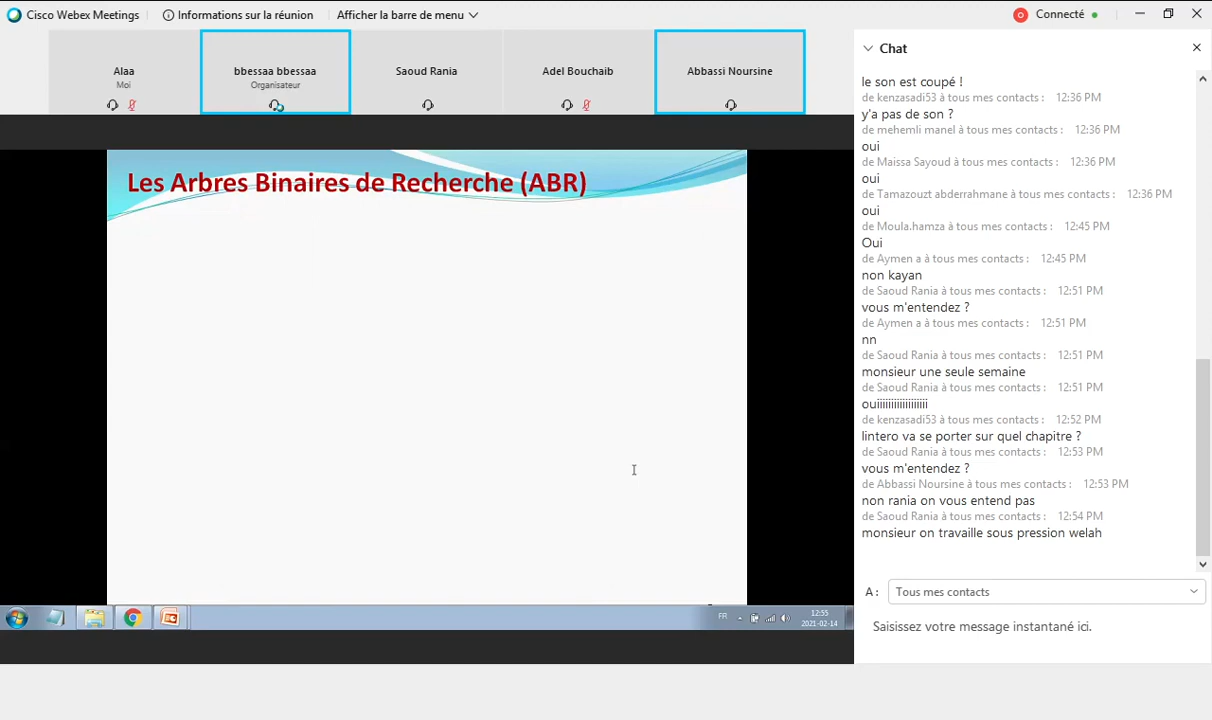 Cisco Webex Meetings
Informations sur la réunion
Afficher la barre de menu
Connecté
Alaa
Moi
bbessaa bbessaa
Organisateur
Saoud Rania
Adel Bouchaib
Abbassi Noursine
Les Arbres Binaires de Recherche (ABR)
FR
12:55
2021-02-14
Chat
le son est coupé !
de kenzasadi53 à tous mes contacts : 12:36 PM
y'a pas de son ?
de mehemli manel à tous mes contacts : 12:36 PM
oui
de Maissa Sayoud à tous mes contacts : 12:36 PM
oui
de Tamazouzt abderrahmane à tous mes contacts : 12:36 PM
oui
de Moula.hamza à tous mes contacts : 12:45 PM
Oui
de Aymen a à tous mes contacts : 12:45 PM
non kayan
de Saoud Rania à tous mes contacts : 12:51 PM
vous m'entendez ?
de Aymen a à tous mes contacts : 12:51 PM
nn
de Saoud Rania à tous mes contacts : 12:51 PM
monsieur une seule semaine
de Saoud Rania à tous mes contacts : 12:51 PM
ouiiiiiiiiiiiiiiiiiii
de kenzasadi53 à tous mes contacts : 12:52 PM
lintero va se porter sur quel chapitre ?
de Saoud Rania à tous mes contacts : 12:53 PM
vous m'entendez ?
de Abbassi Noursine à tous mes contacts : 12:53 PM
non rania on vous entend pas
de Saoud Rania à tous mes contacts : 12:54 PM
monsieur on travaille sous pression welah
A :
Tous mes contacts
Saisissez votre message instantané ici.